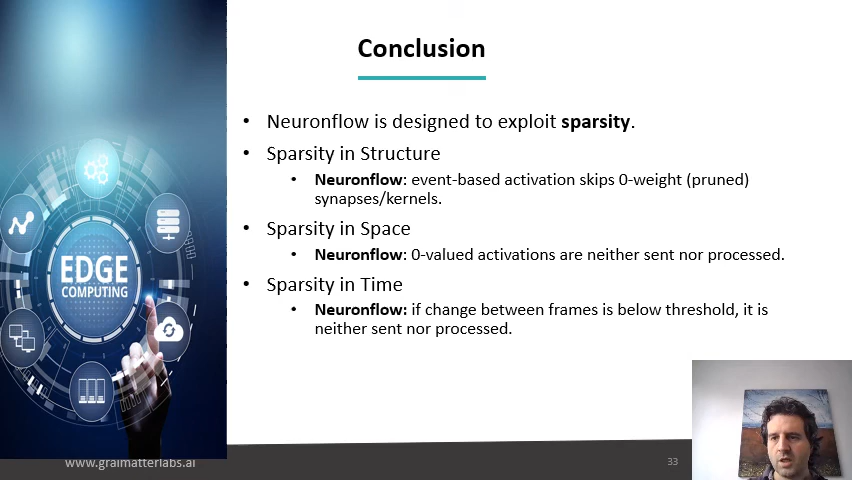 Conclusion
• Neuronflow is designed to exploit sparsity.
• Sparsity in Structure
• Neuronflow: event-based activation skips 0-weight (pruned)
synapses/kernels.
• Sparsity in Space
• Neuronflow: 0-valued activations are neither sent nor processed.
• Sparsity in Time
• Neuronflow: if change between frames is below threshold, it is
neither sent nor processed.
EDGE
COMPUTING
www.graimatterlabs.ai
33